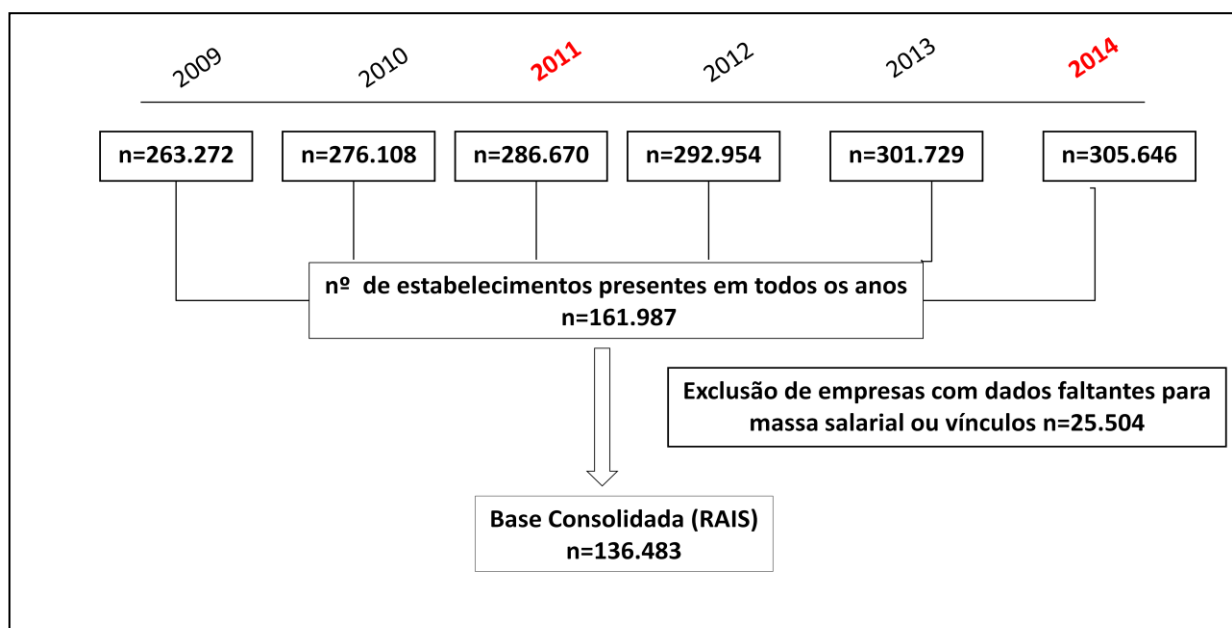 2009
2010
2011
2012
2013
2014
n=263.272
n=276.108
n=286.670
n=292.954
n=301.729
n=305.646
nº de estabelecimentos presentes em todos os anos
n=161.987
Exclusão de empresas com dados faltantes para
massa salarial ou vínculos n=25.504
Base Consolidada (RAIS)
n=136.483